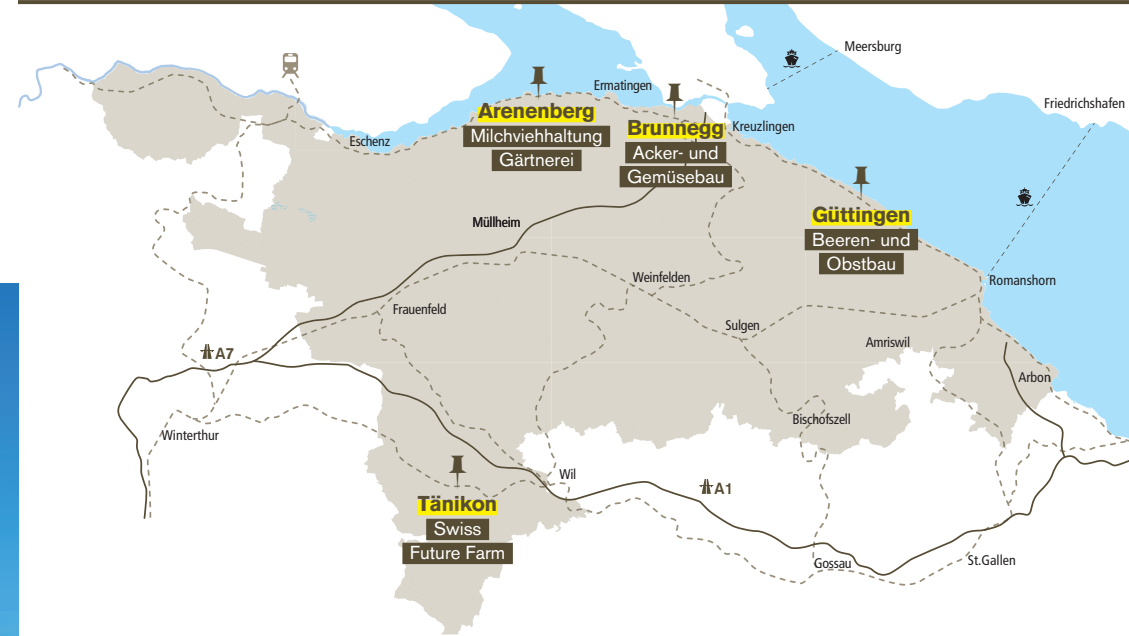 Meersburg
Friedrichshafen
Ermatingen
Arenenberg
Milchviehhaltung
Gärtnerei
Brunnegg
Acker- und
Gemüsebau
Kreuzlingen
Eschenz
Güttingen
Beeren- und
Obstbau
Müllheim
Weinfelden
Romanshorn
Frauenfeld
Sulgen
Amriswil
A7
Arbon
Bischofszell
Winterthur
Wil
A1
Tänikon
Swiss
Future Farm
Gossau
St.Gallen